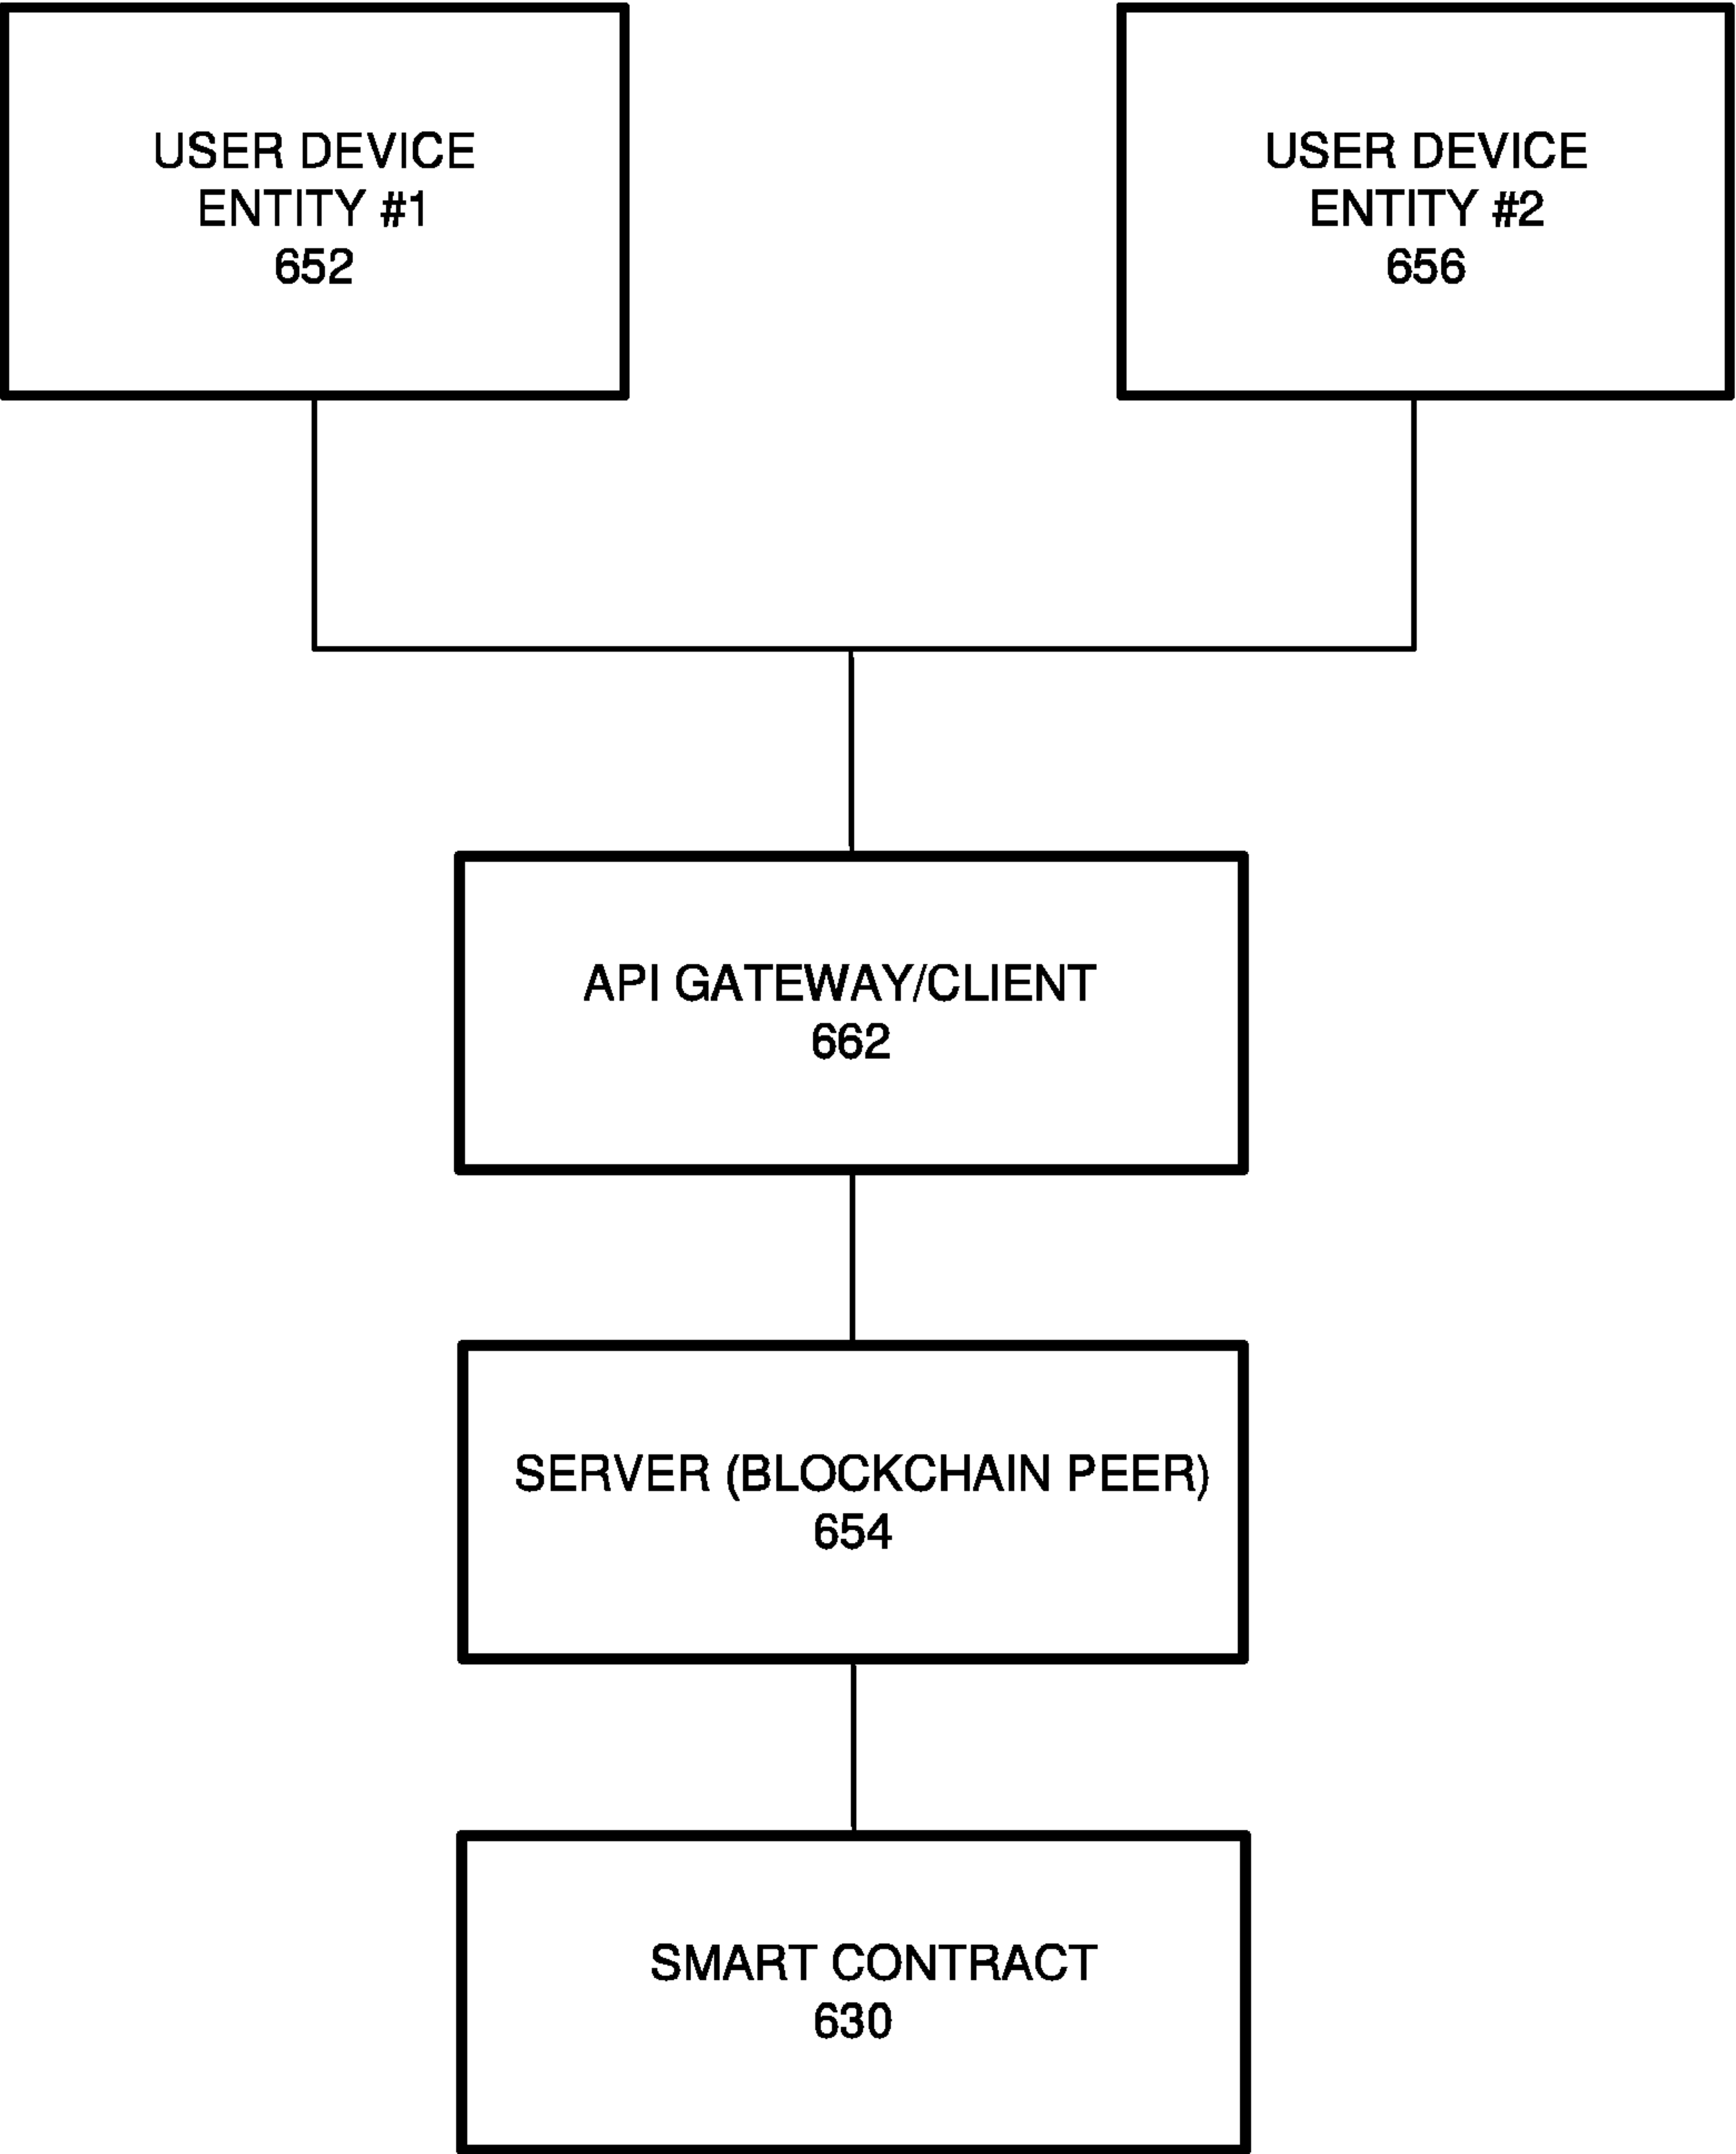 USER DEVICE
ENTITY #1
652
USER DEVICE
ENTITY #2
656
API GATEWAY/CLIENT
662
SERVER (BLOCKCHAIN PEER)
654
SMART CONTRACT
630